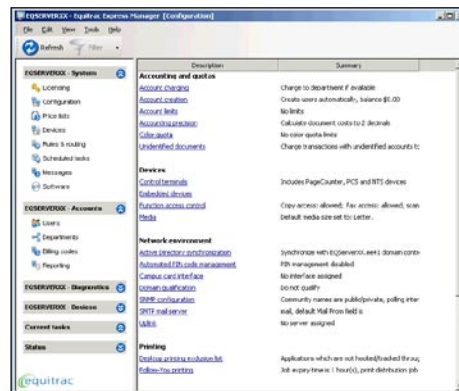 EQSERVERXX - Equitrac Express Manager [Configuration]
File Edit View Tools Help
Refresh Filter
EQSERVERXX - System
Licensing
Configuration
Price lists
Devices
Rules & routing
Scheduled tasks
Messages
Software
EQSERVERXX - Accounts
Users
Departments
Billing codes
Reporting
EQSERVERXX - Diagnostics
EQSERVERXX - Devices
Current tasks
Status
equitrac
Description Summary
Accounting and quotas
Account charging Charge to department if available
Account creation Create users automatically, balance $0.00
Account limits No limits
Accounting precision Calculate document costs to 2 decimals
Color quota No color quota limits
Unidentified documents Charge transactions with unidentified accounts to
Devices
Control terminals Includes PageCounter, PCS and NTS devices
Embedded devices
Function access control Copy access: allowed; Fax access: allowed; scan
Media Default media size set to: Letter.
Network environment
Active Directory synchronization Synchronize with domain contr
Automated PIN code management PIN management disabled
Campus card interface No interface assigned
Domain qualification Do not qualify
SNMP configuration Community names are public/private, polling inter
SMTP mail server mail, default Mail From field is
Uplink No server assigned
Printing
Desktop printing exclusion list Applications which are not hooked/tracked throug
Follow-You printing Job expiry time is 1 hour(s), print distribution job